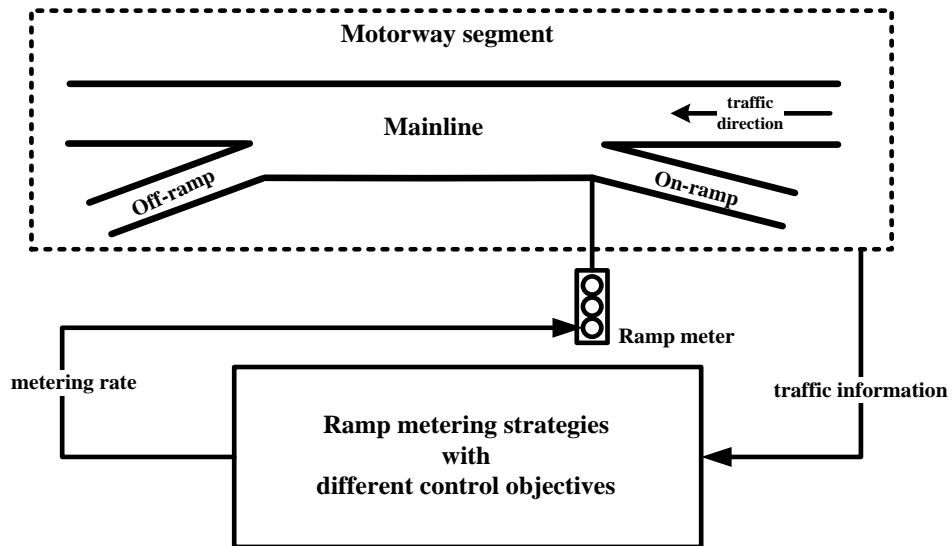 Motorway segment
traffic
direction
Mainline
Off-ramp
On-ramp
Ramp meter
metering rate
traffic information
Ramp metering strategies
with
different control objectives